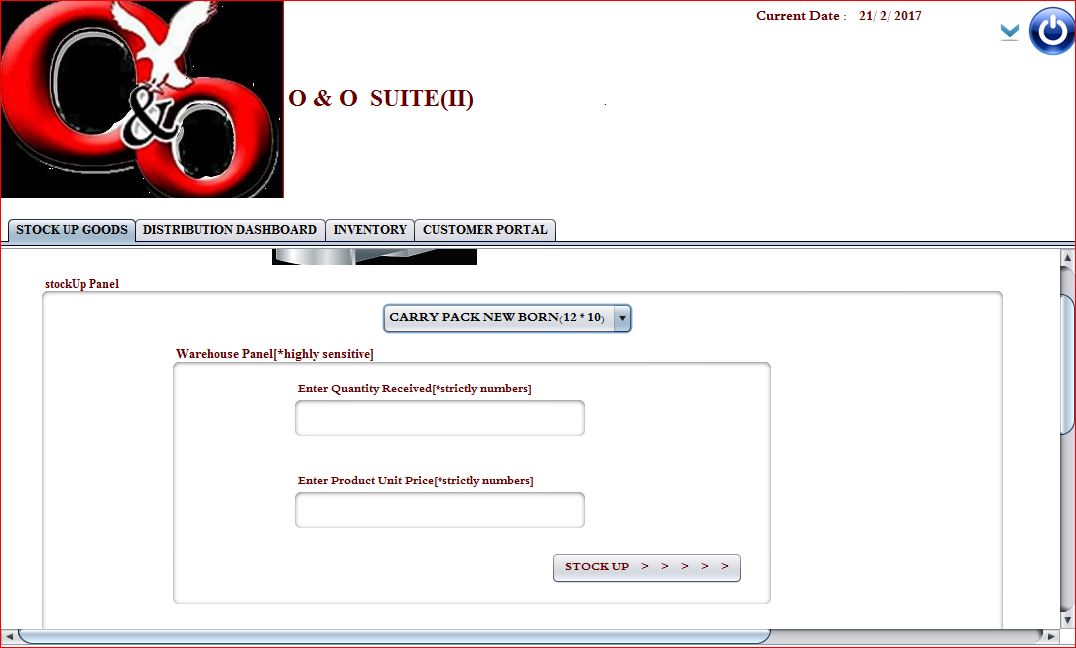 Current Date : 21/ 2/ 2017
O&O
O & O SUITE(II)
STOCK UP GOODS DISTRIBUTION DASHBOARD INVENTORY CUSTOMER PORTAL
stockUp Panel
CARRY PACK NEW BORN(12 * 10)
Warehouse Panel[*highly sensitive]
Enter Quantity Received[*strictly numbers]
Enter Product Unit Price[*strictly numbers]
STOCK UP > > > > >